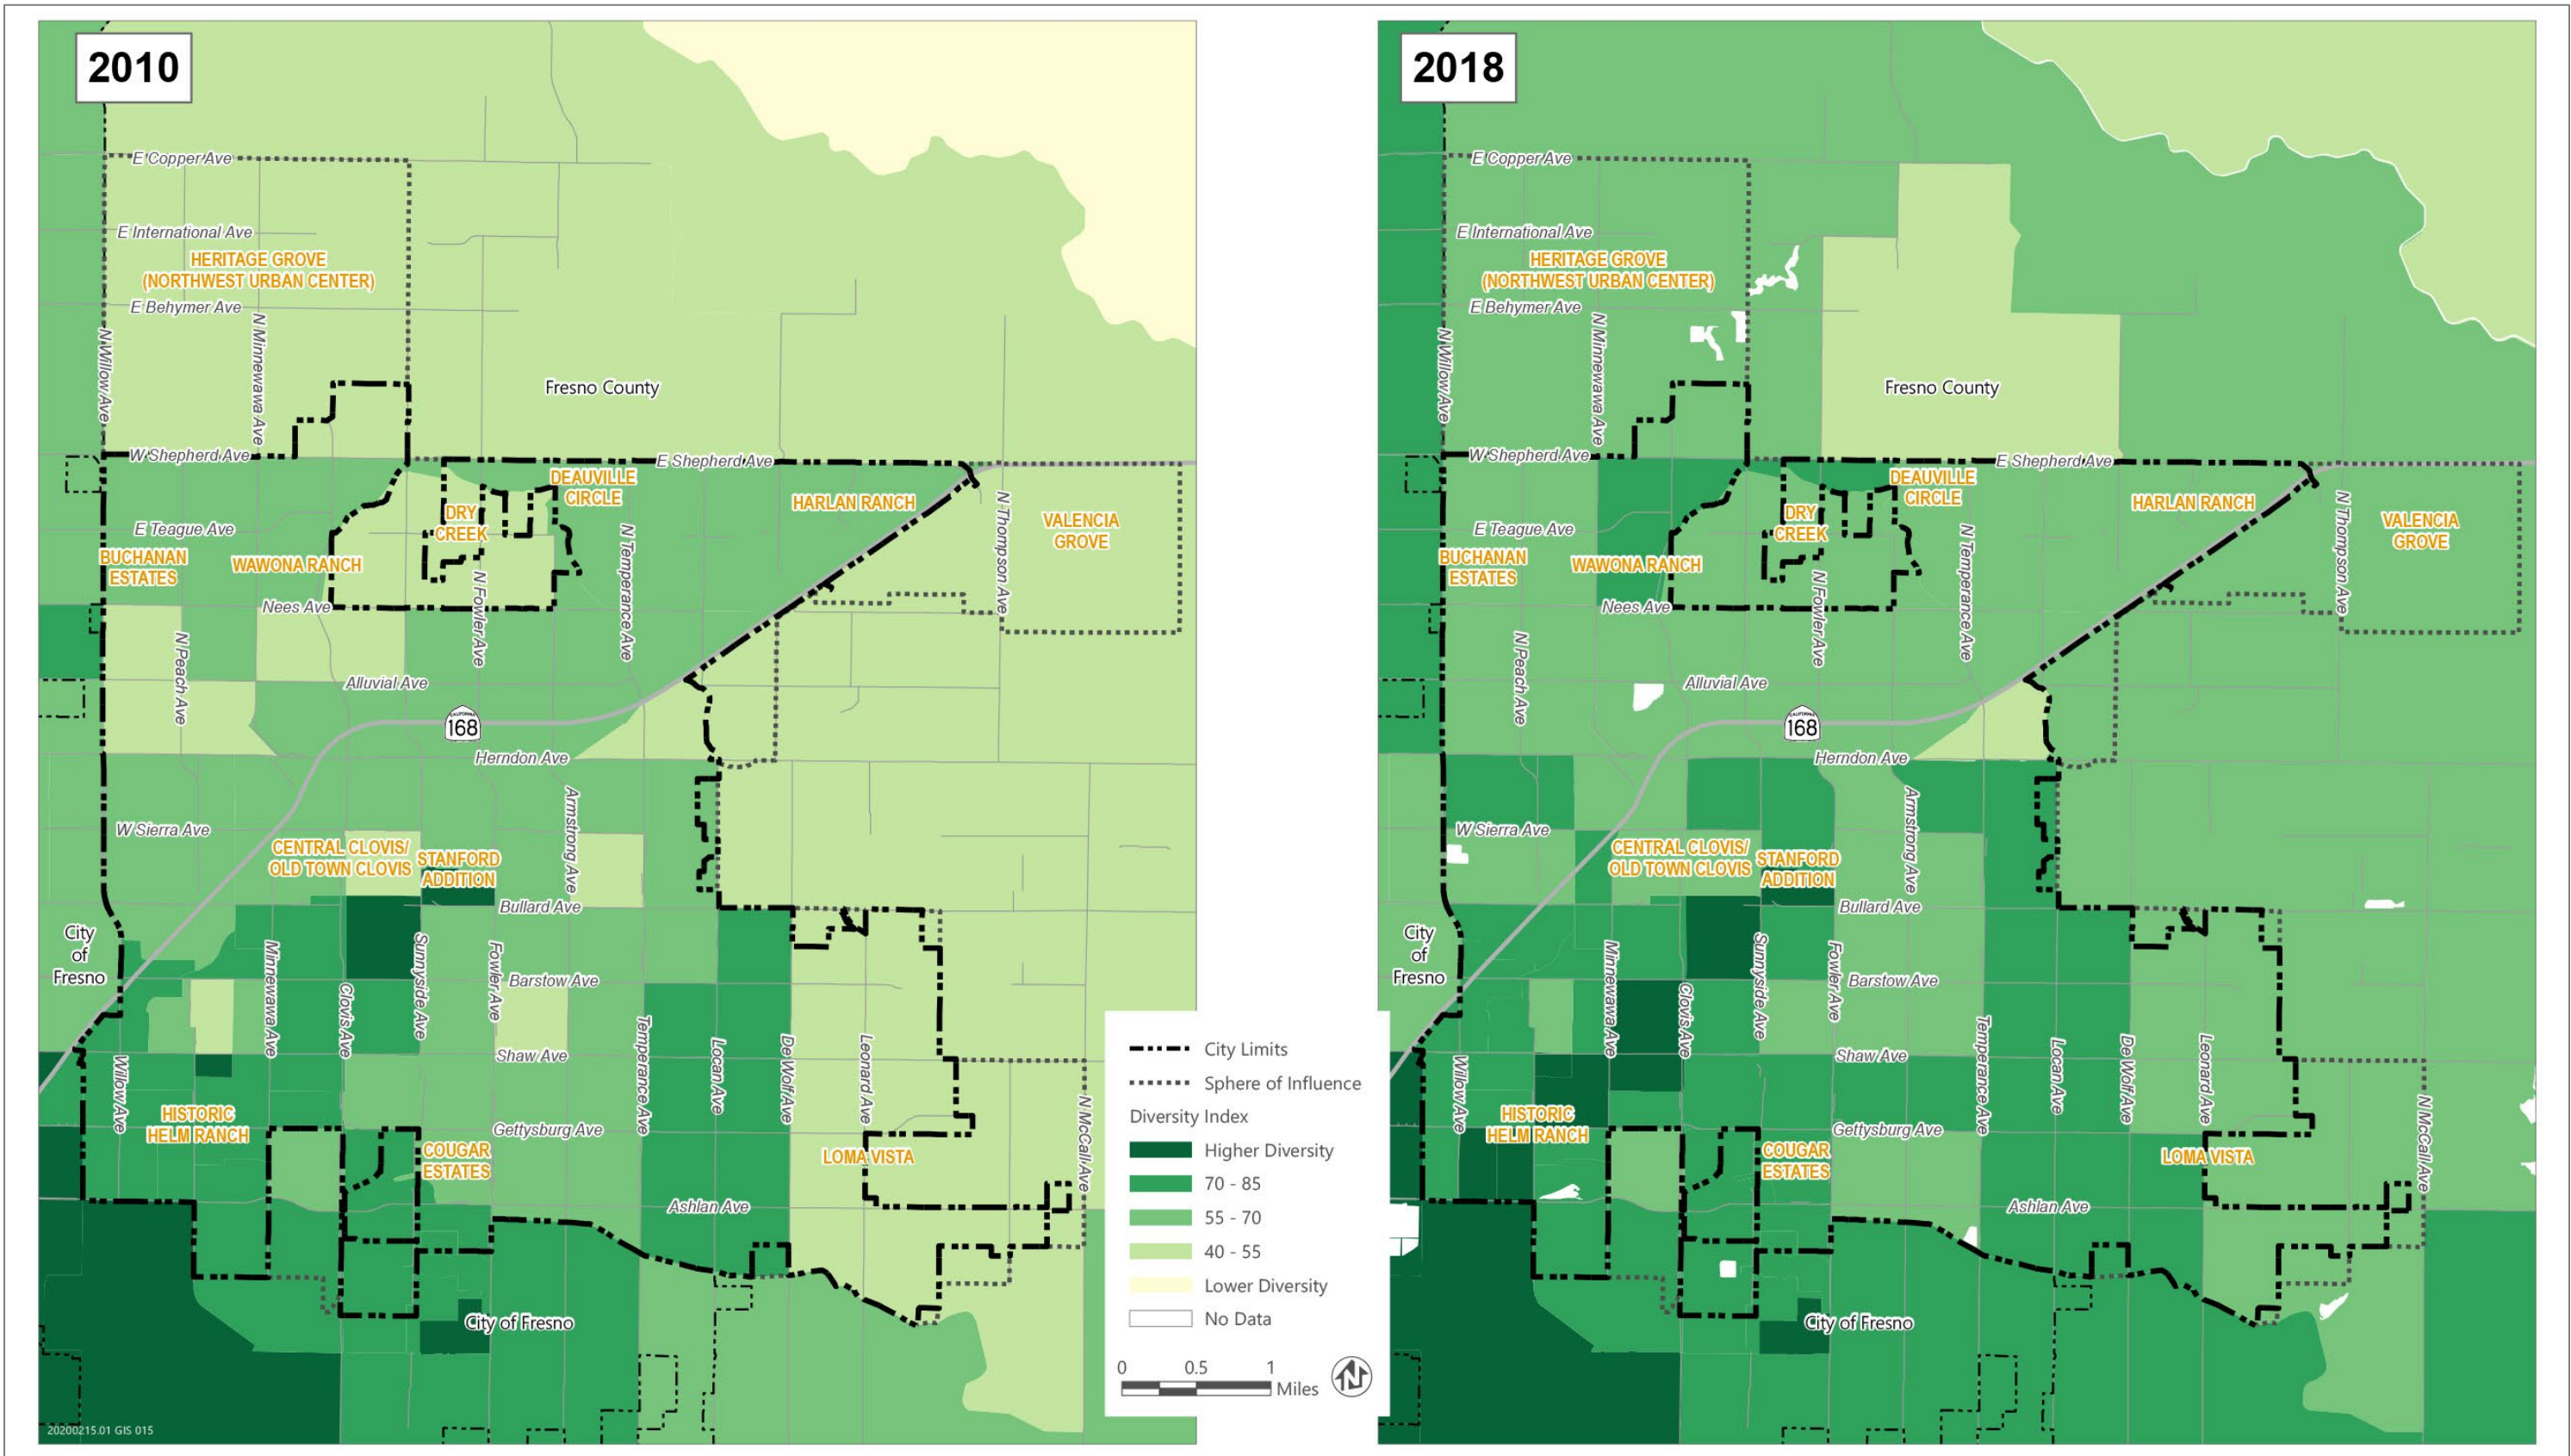 2010
E Copper Ave
E International Ave
HERITAGE GROVE
(NORTHWEST URBAN CENTER)
E Behymer Ave
N Willow Ave
N Minnewawa Ave
Fresno County
W Shepherd Ave
E Shepherd Ave
DEAUVILLE
CIRCLE
HARLAN RANCH
DRY
CREEK
N Thompson Ave
VALENCIA
GROVE
E Teague Ave
BUCHANAN
ESTATES
WAWONA RANCH
N Temperance Ave
Nees Ave
N Fowler Ave
N Peach Ave
Alluvial Ave
CALIFORNIA
168
Herndon Ave
Armstrong Ave
W Sierra Ave
CENTRAL CLOVIS/
OLD TOWN CLOVIS
STANFORD
ADDITION
Bullard Ave
City
of
Fresno
Minnewawa Ave
Clovis Ave
Sunnyside Ave
Fowler Ave
Barstow Ave
Shaw Ave
Willow Ave
Temperance Ave
Locan Ave
De Wolf Ave
Leonard Ave
N McCall Ave
HISTORIC
HELM RANCH
Gettysburg Ave
COUGAR
ESTATES
LOMA VISTA
Ashlan Ave
City of Fresno
20200215.01 GIS 015
City Limits
Sphere of Influence
Diversity Index
Higher Diversity
70 - 85
55 - 70
40 - 55
Lower Diversity
No Data
0 0.5 1
Miles
N
2018
E Copper Ave
E International Ave
HERITAGE GROVE
(NORTHWEST URBAN CENTER)
E Behymer Ave
N Willow Ave
N Minnewawa Ave
Fresno County
W Shepherd Ave
E Shepherd Ave
DEAUVILLE
CIRCLE
HARLAN RANCH
DRY
CREEK
N Thompson Ave
VALENCIA
GROVE
E Teague Ave
BUCHANAN
ESTATES
WAWONA RANCH
N Temperance Ave
Nees Ave
N Fowler Ave
N Peach Ave
Alluvial Ave
CALIFORNIA
168
Herndon Ave
Armstrong Ave
W Sierra Ave
CENTRAL CLOVIS/
OLD TOWN CLOVIS
STANFORD
ADDITION
Bullard Ave
City
of
Fresno
Minnewawa Ave
Clovis Ave
Sunnyside Ave
Fowler Ave
Barstow Ave
Shaw Ave
Willow Ave
Temperance Ave
Locan Ave
De Wolf Ave
Leonard Ave
N McCall Ave
HISTORIC
HELM RANCH
Gettysburg Ave
COUGAR
ESTATES
LOMA VISTA
Ashlan Ave
City of Fresno